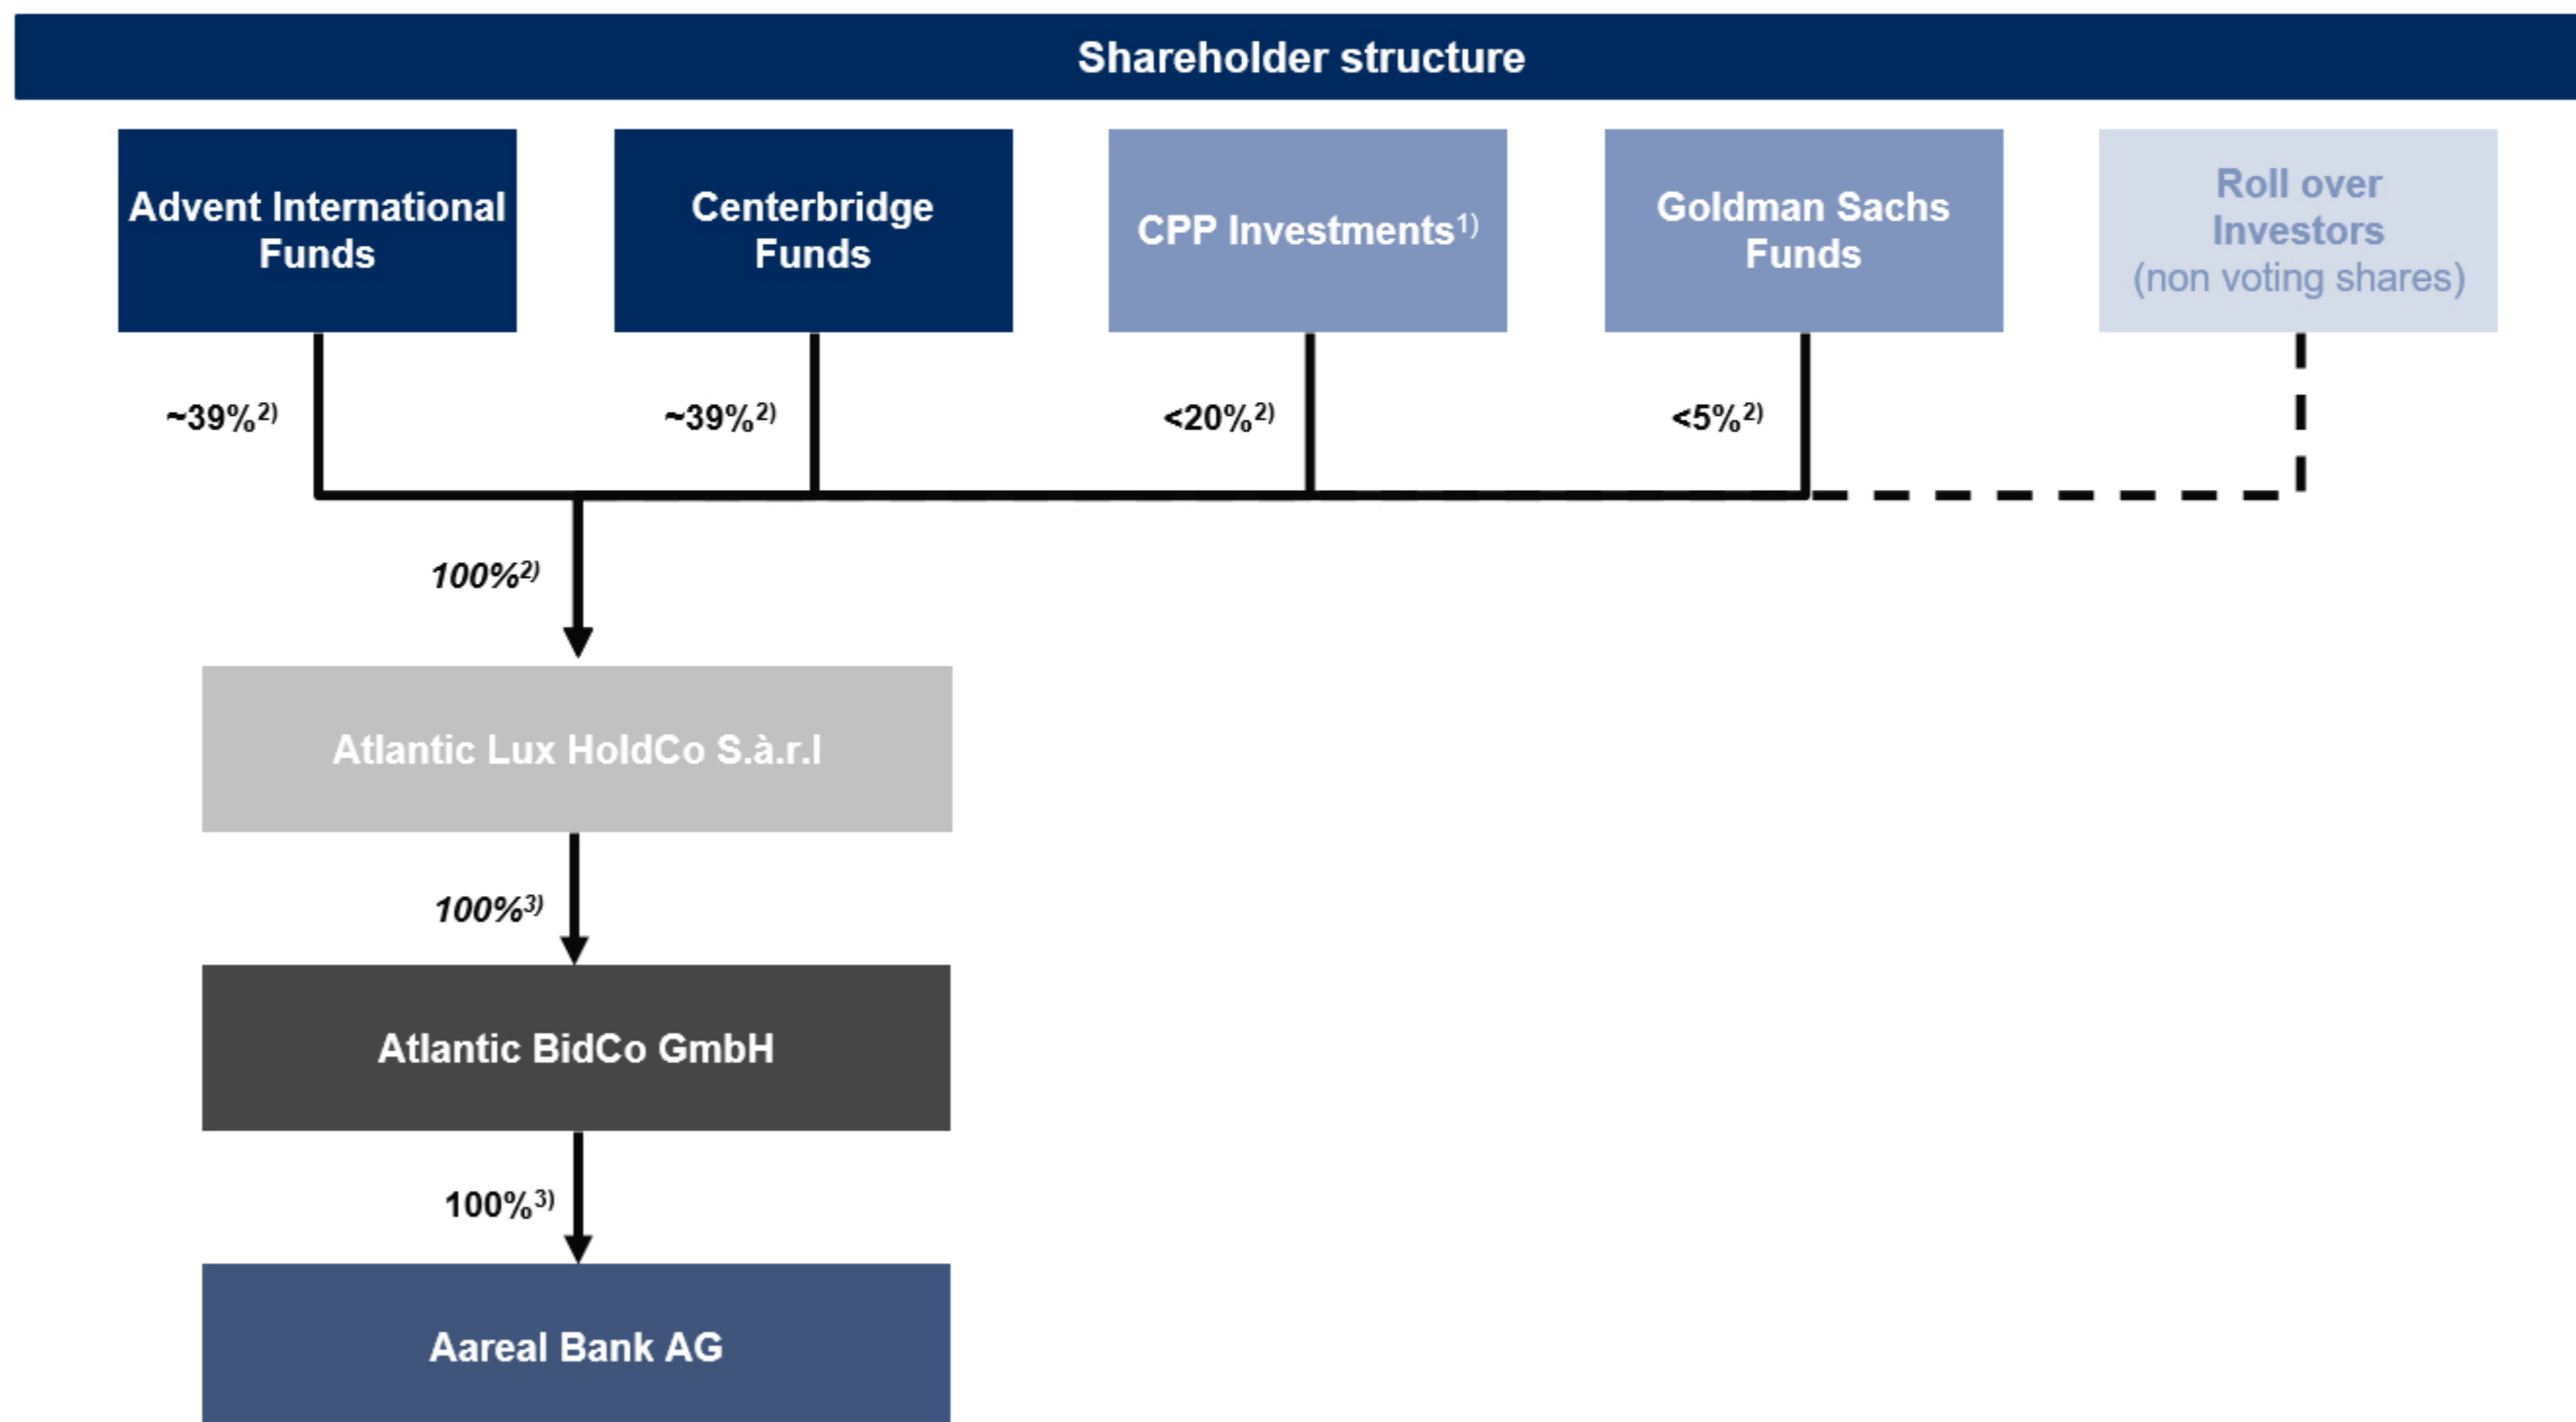 Shareholder structure
Advent International
Funds
Centerbridge
Funds
CPP Investments1)
Goldman Sachs
Funds
Roll over
Investors
(non voting shares)
~39%2)
~39%2)
<20%2)
<5%2)
100%2)
Atlantic Lux HoldCo S.à.r.l
100%3)
Atlantic BidCo GmbH
100%3)
Aareal Bank AG